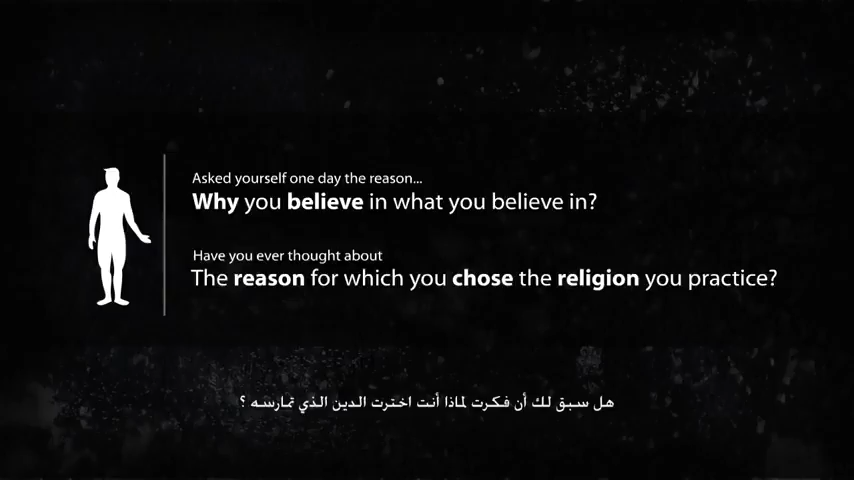 Asked yourself one day the reason...
Why you believe in what you believe in?
Have you ever thought about
The reason for which you chose the religion you practice?
هل سبق لك أن فكرت لماذا أنت اخترت الدين الذي تمارسه ؟